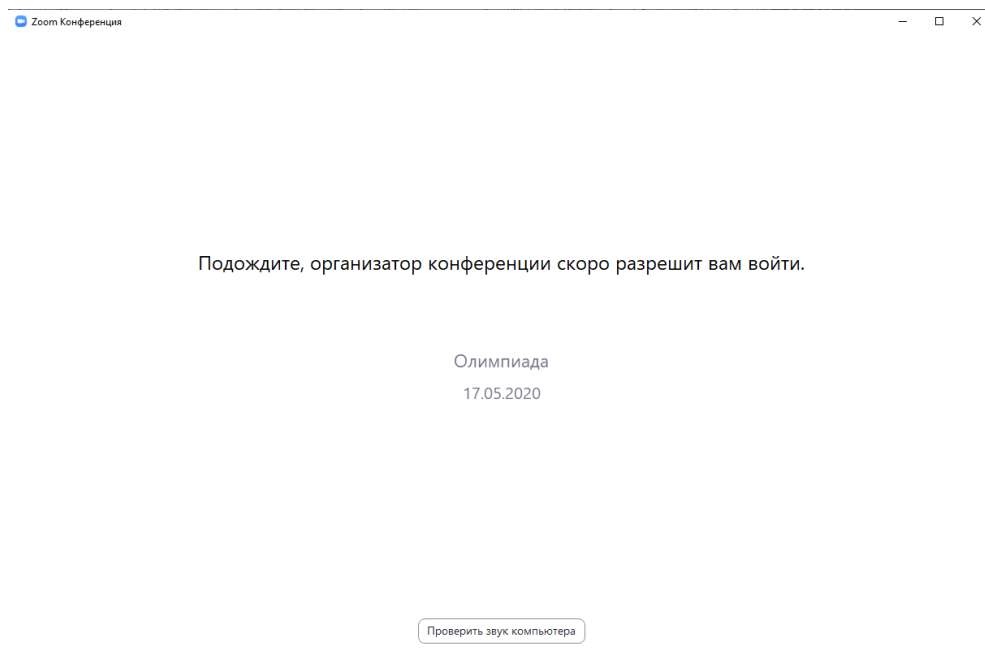 Zoom Конференция
Подождите, организатор конференции скоро разрешит вам войти.
Олимпиада
17.05.2020
Проверить звук компьютера